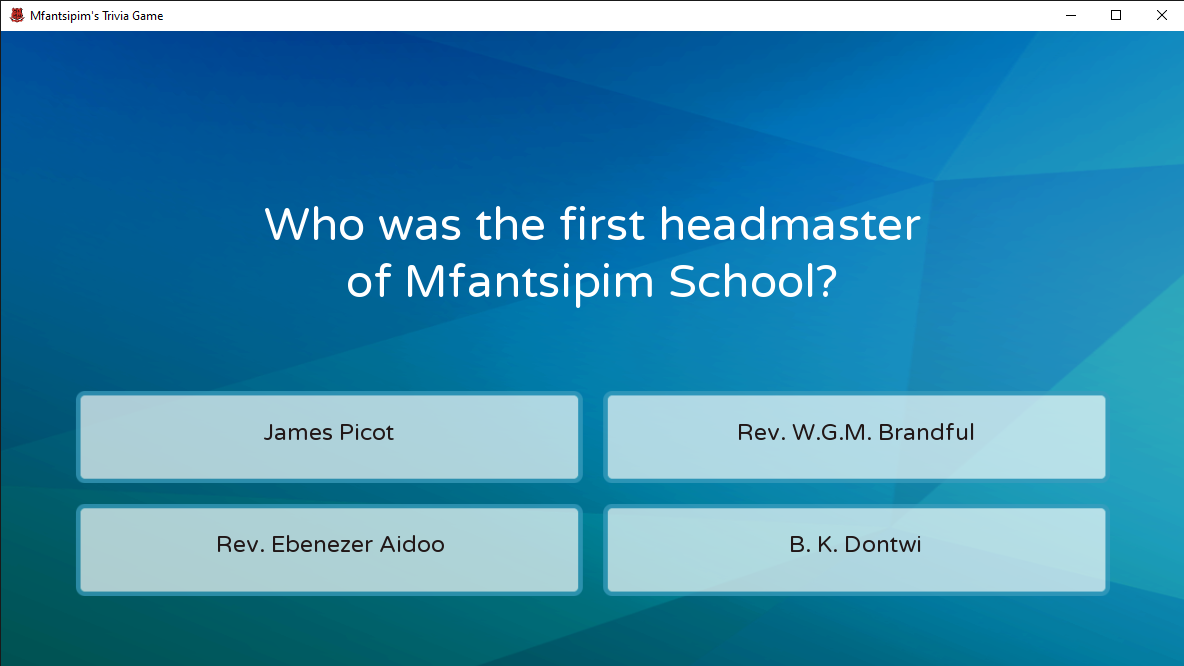 Mfantsipim's Trivia Game
Who was the first headmaster
of Mfantsipim School?
James Picot
Rev. W.G.M. Brandful
Rev. Ebenezer Aidoo
B. K. Dontwi